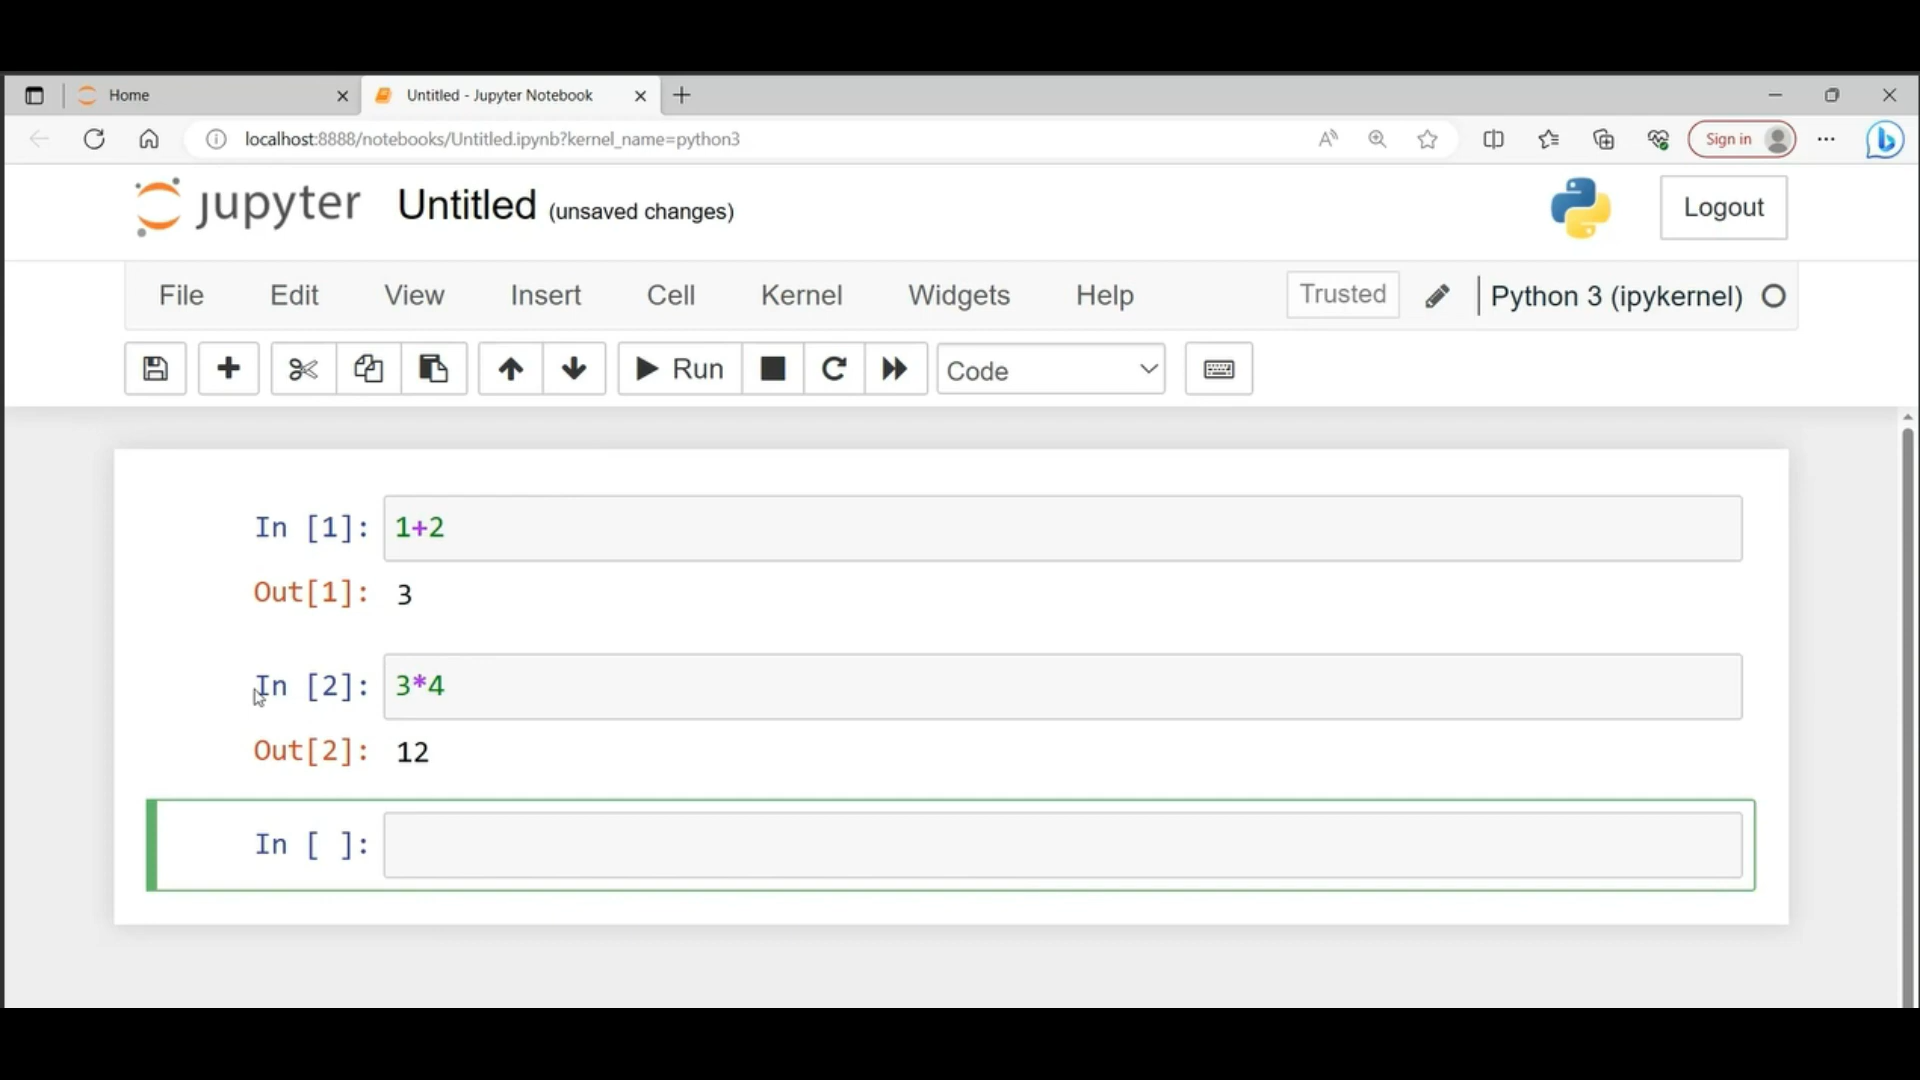 Home
Untitled - Jupyter Notebook
localhost:8888/notebooks/Untitled.ipynb?kernel_name=python3
Sign in
jupyter Untitled (unsaved changes)
Logout
File Edit View Insert Cell Kernel Widgets Help Trusted Python 3 (ipykernel)
Run Code
In [1]: 1+2
Out[1]: 3
In [2]: 3*4
Out[2]: 12
In [ ]: